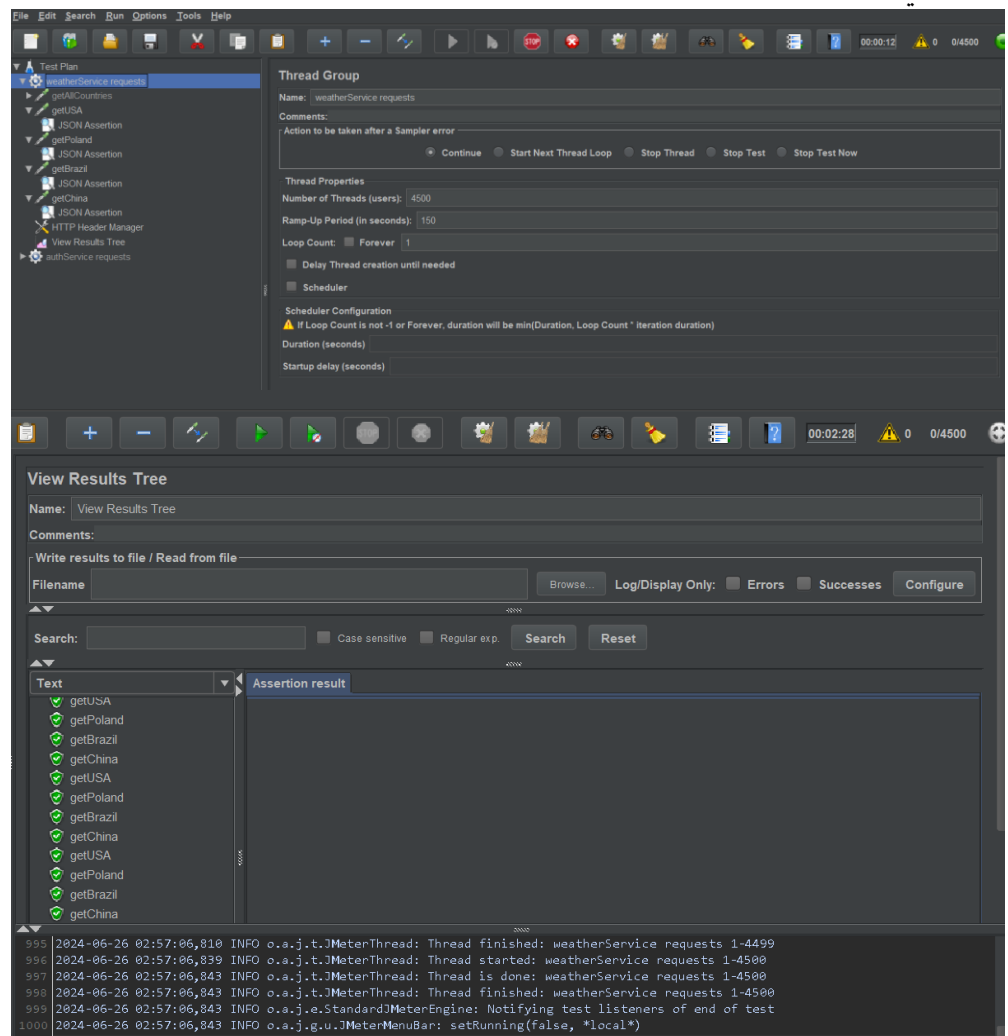 File Edit Search Run Options Tools Help
STOP 00:00:12 0 0/4500
Test Plan
weatherService requests
getAllCountries
getUSA
JSON Assertion
getPoland
JSON Assertion
getBrazil
JSON Assertion
getChina
JSON Assertion
HTTP Header Manager
View Results Tree
authService requests
Thread Group
Name: weatherService requests
Comments:
Action to be taken after a Sampler error
Continue Start Next Thread Loop Stop Thread Stop Test Stop Test Now
Thread Properties
Number of Threads (users): 4500
Ramp-Up Period (in seconds): 150
Loop Count: Forever 1
Delay Thread creation until needed
Scheduler
Scheduler Configuration
If Loop Count is not -1 or Forever, duration will be min(Duration, Loop Count * iteration duration)
Duration (seconds)
Startup delay (seconds)
STOP ? 00:02:28 0 0/4500
View Results Tree
Name: View Results Tree
Comments:
Write results to file / Read from file
Filename Browse... Log/Display Only: Errors Successes Configure
Search: Case sensitive Regular exp. Search Reset
Text
Assertion result
getUSA
getPoland
getBrazil
getChina
getUSA
getPoland
getBrazil
getChina
getUSA
getPoland
getBrazil
getChina
995 2024-06-26 02:57:06,810 INFO o.a.j.t.JMeterThread: Thread finished: weatherService requests 1-4499
996 2024-06-26 02:57:06,839 INFO o.a.j.t.JMeterThread: Thread started: weatherService requests 1-4500
997 2024-06-26 02:57:06,843 INFO o.a.j.t.JMeterThread: Thread is done: weatherService requests 1-4500
998 2024-06-26 02:57:06,843 INFO o.a.j.t.JMeterThread: Thread finished: weatherService requests 1-4500
999 2024-06-26 02:57:06,843 INFO o.a.j.e.StandardJMeterEngine: Notifying test listeners of end of test
1000 2024-06-26 02:57:06,843 INFO o.a.j.g.u.JMeterMenuBar: setRunning(false, *local*)